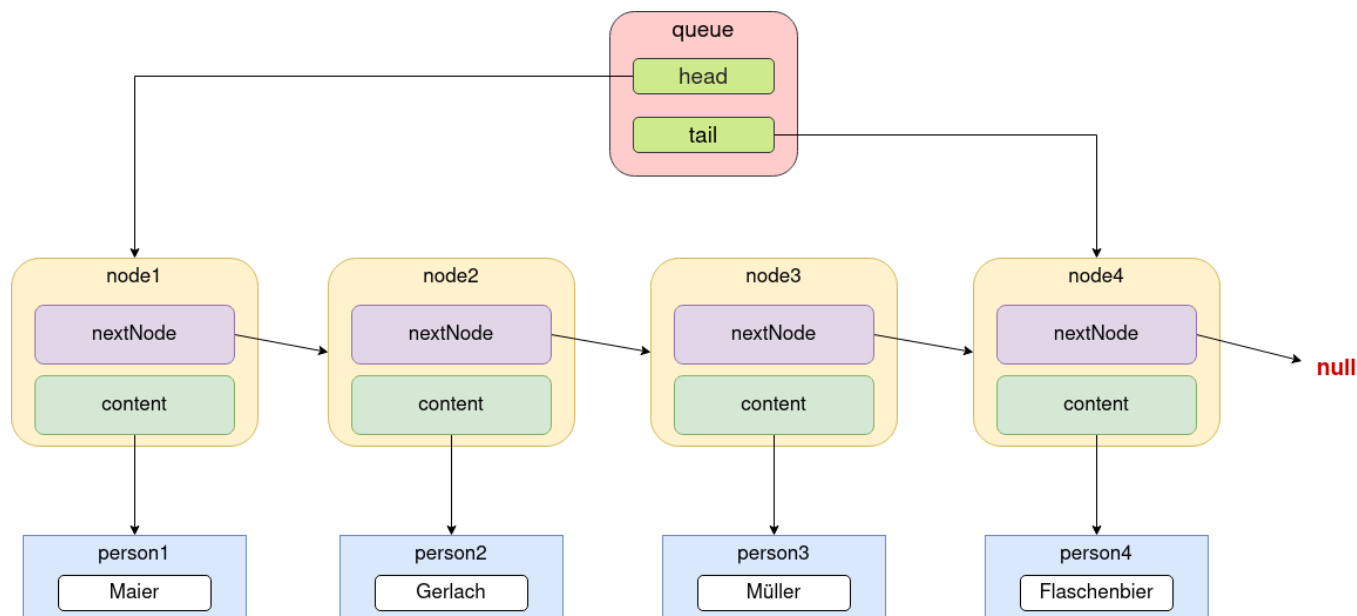 queue
head
tail
node1
node2
node3
node4
nextNode
nextNode
nextNode
nextNode
null
content
content
content
content
person1
person2
person3
person4
Maier
Gerlach
Müller
Flaschenbier